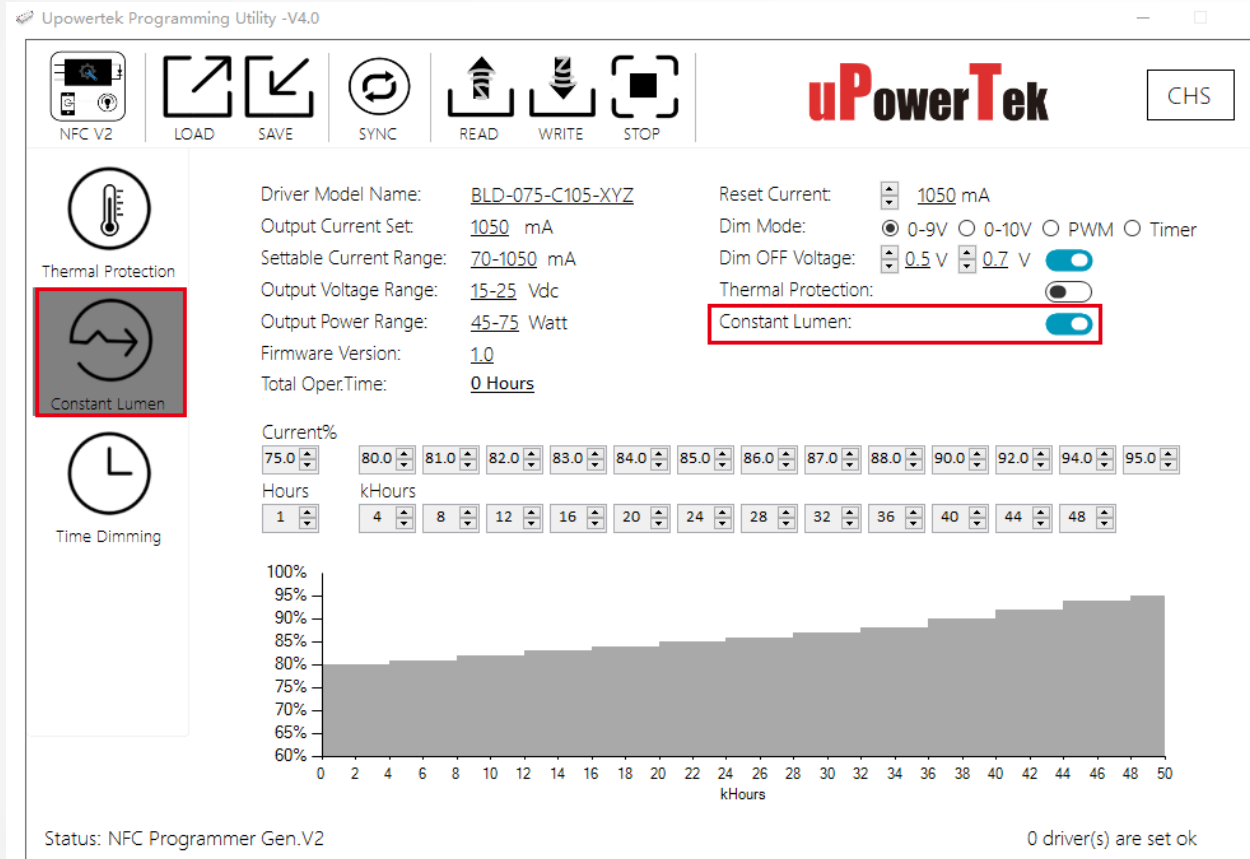 Upowertek Programming Utility -V4.0
NFC V2 LOAD SAVE SYNC READ WRITE STOP
uPowerTek
CHS
Thermal Protection
Constant Lumen
Time Dimming
Driver Model Name: BLD-075-C105-XYZ
Output Current Set: 1050 mA
Settable Current Range: 70-1050 mA
Output Voltage Range: 15-25 Vdc
Output Power Range: 45-75 Watt
Firmware Version: 1.0
Total Oper.Time: 0 Hours
Reset Current: 1050 mA
Dim Mode: 0-9V 0-10V PWM Timer
Dim OFF Voltage: 0.5 V 0.7 V
Thermal Protection:
Constant Lumen:
Current%
75.0 80.0 81.0 82.0 83.0 84.0 85.0 86.0 87.0 88.0 90.0 92.0 94.0 95.0
Hours kHours
1 4 8 12 16 20 24 28 32 36 40 44 48
100%
95%
90%
85%
80%
75%
70%
65%
60%
0 2 4 6 8 10 12 14 16 18 20 22 24 26 28 30 32 34 36 38 40 42 44 46 48 50
kHours
Status: NFC Programmer Gen.V2
0 driver(s) are set ok